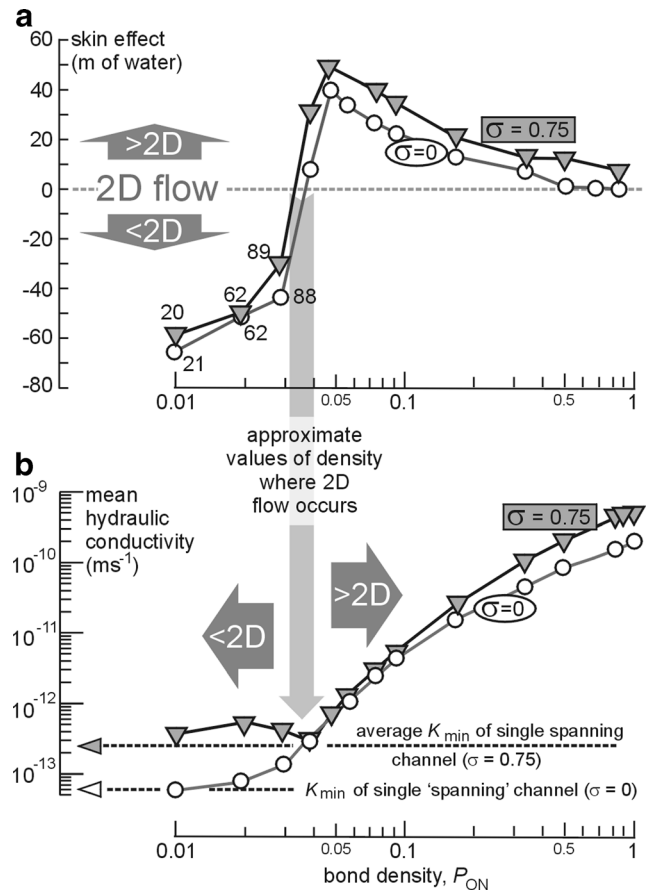 a
60
skin effect
(m of water)
40
20
0
-20
-40
-60
-80
>2D
2D flow
<2D
σ = 0.75
σ=0
89
88
62
62
20
21
0.01
0.05
0.1
0.5
1
approximate
values of density
where 2D
flow occurs
b
10-9
mean
hydraulic
conductivity
(ms-1)
10-10
10-11
10-12
10-13
σ = 0.75
σ=0
>2D
<2D
average Kmin of single spanning
channel (σ = 0.75)
Kmin of single 'spanning' channel (σ = 0)
0.01
0.05
0.1
0.5
1
bond density, PON